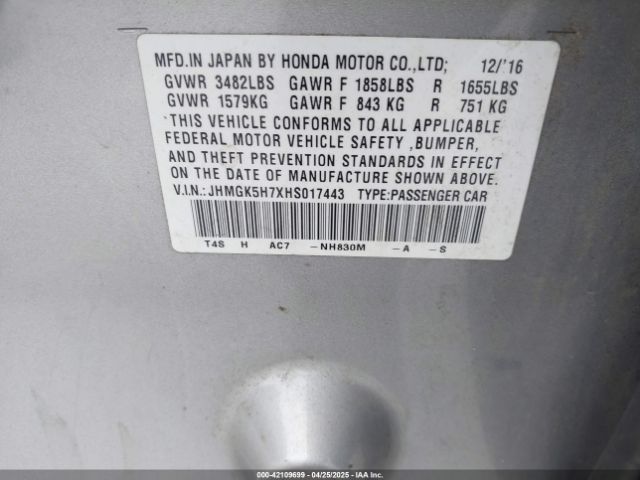 MFD.IN JAPAN BY HONDA MOTOR CO.,LTD; 12/'16
GVWR 3482LBS GAWR F 1858LBS R 1655LBS
GVWR 1579KG GAWR F 843 KG R 751 KG
THIS VEHICLE CONFORMS TO ALL APPLICABLE
FEDERAL MOTOR VEHICLE SAFETY ,BUMPER,
AND THEFT PREVENTION STANDARDS IN EFFECT
ON THE DATE OF MANUFACTURE SHOWN ABOVE.
V.I.N.: JHMGK5H7XHS017443 TYPE:PASSENGER CAR
T4S H AC7 -NH830M -A -S
000-42109699 - 04/25/2025 - IAA Inc.